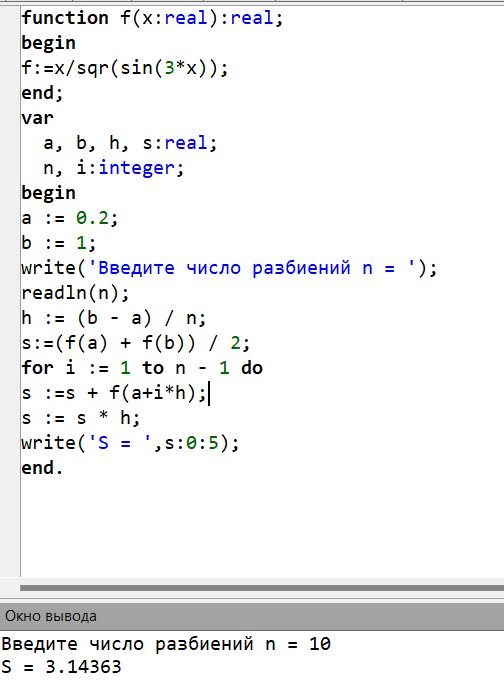 function f(x:real):real;
begin
f:=x/sqr(sin(3*x));
end;
var
a, b, h, s:real;
n, i:integer;
begin
a := 0.2;
b := 1;
write('Введите число разбиений n = ');
readln(n);
h := (b - a) / n;
s:=(f(a) + f(b)) / 2;
for i := 1 to n - 1 do
s :=s + f(a+i*h);
s := s * h;
write('S = ',s:0:5);
end.
Окно вывода
Введите число разбиений n = 10
S = 3.14363